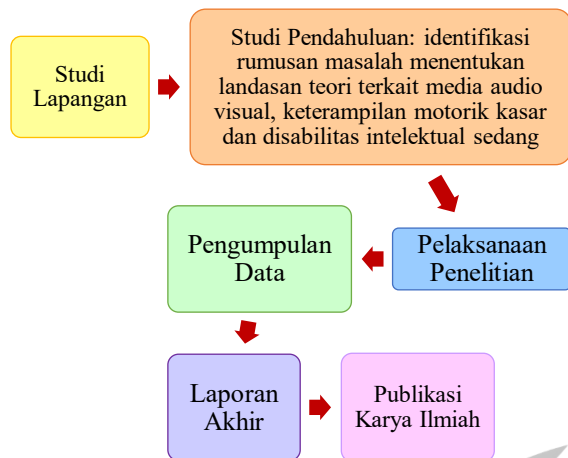 Studi
Lapangan
Studi Pendahuluan: identifikasi
rumusan masalah menentukan
landasan teori terkait media audio
visual, keterampilan motorik kasar
dan disabilitas intelektual sedang
Pelaksanaan
Penelitian
Pengumpulan
Data
Laporan
Akhir
Publikasi
Karya Ilmiah